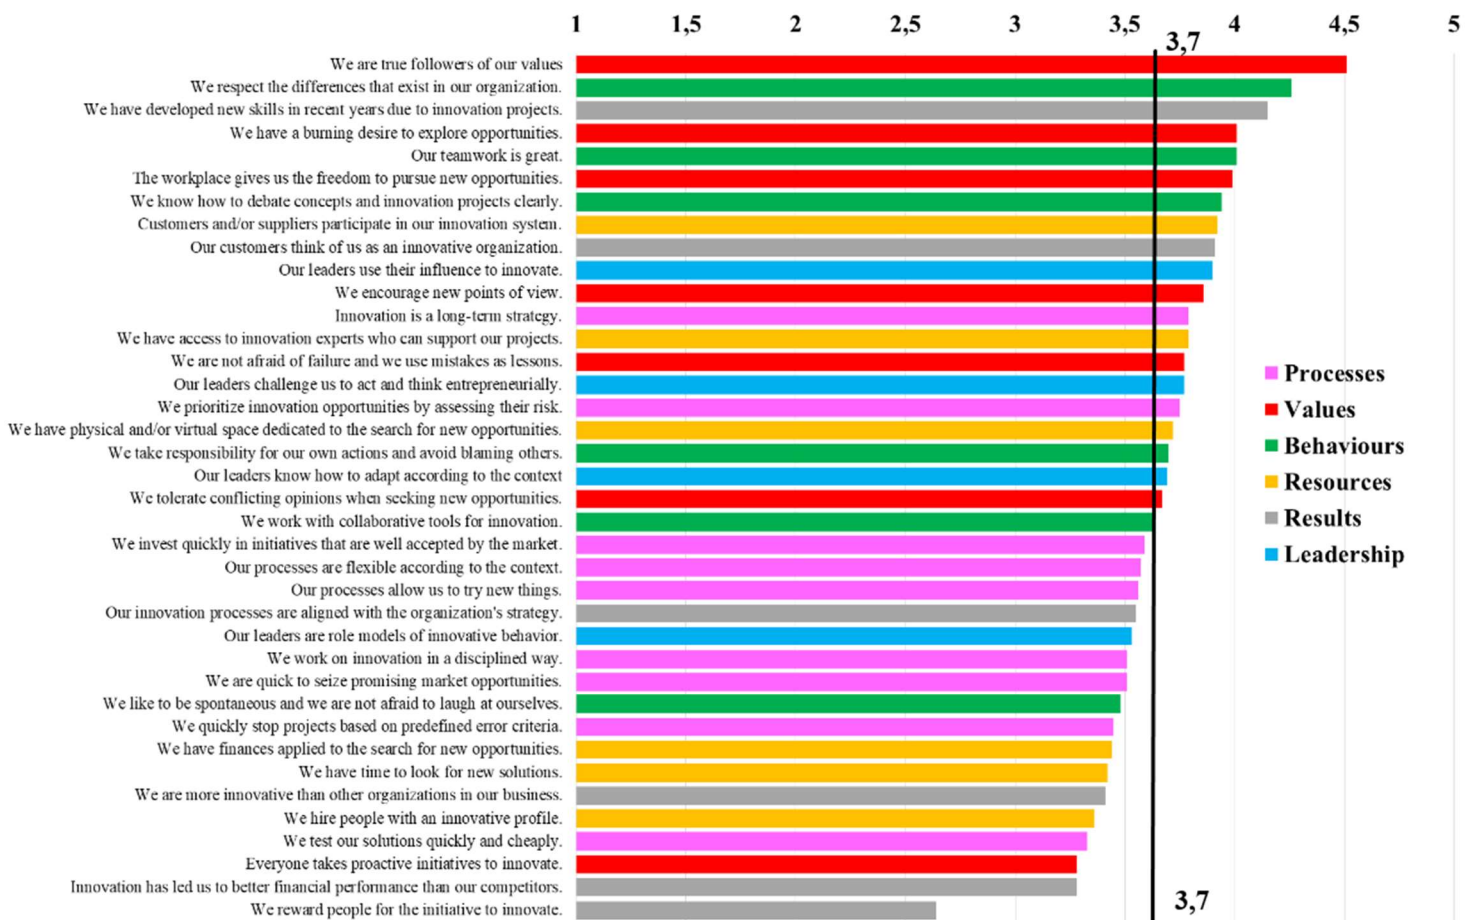 1 1,5 2 2,5 3 3,5 4 4,5 5
3,7
We are true followers of our values
We respect the differences that exist in our organization.
We have developed new skills in recent years due to innovation projects.
We have a burning desire to explore opportunities.
Our teamwork is great.
The workplace gives us the freedom to pursue new opportunities.
We know how to debate concepts and innovation projects clearly.
Customers and/or suppliers participate in our innovation system.
Our customers think of us as an innovative organization.
Our leaders use their influence to innovate.
We encourage new points of view.
Innovation is a long-term strategy.
We have access to innovation experts who can support our projects.
We are not afraid of failure and we use mistakes as lessons.
Our leaders challenge us to act and think entrepreneurially.
We prioritize innovation opportunities by assessing their risk.
We have physical and/or virtual space dedicated to the search for new opportunities.
We take responsibility for our own actions and avoid blaming others.
Our leaders know how to adapt according to the context
We tolerate conflicting opinions when seeking new opportunities.
We work with collaborative tools for innovation.
We invest quickly in initiatives that are well accepted by the market.
Our processes are flexible according to the context.
Our processes allow us to try new things.
Our innovation processes are aligned with the organization's strategy.
Our leaders are role models of innovative behavior.
We work on innovation in a disciplined way.
We are quick to seize promising market opportunities.
We like to be spontaneous and we are not afraid to laugh at ourselves.
We quickly stop projects based on predefined error criteria.
We have finances applied to the search for new opportunities.
We have time to look for new solutions.
We are more innovative than other organizations in our business.
We hire people with an innovative profile.
We test our solutions quickly and cheaply.
Everyone takes proactive initiatives to innovate.
Innovation has led us to better financial performance than our competitors.
We reward people for the initiative to innovate.
Processes
Values
Behaviours
Resources
Results
Leadership
3,7